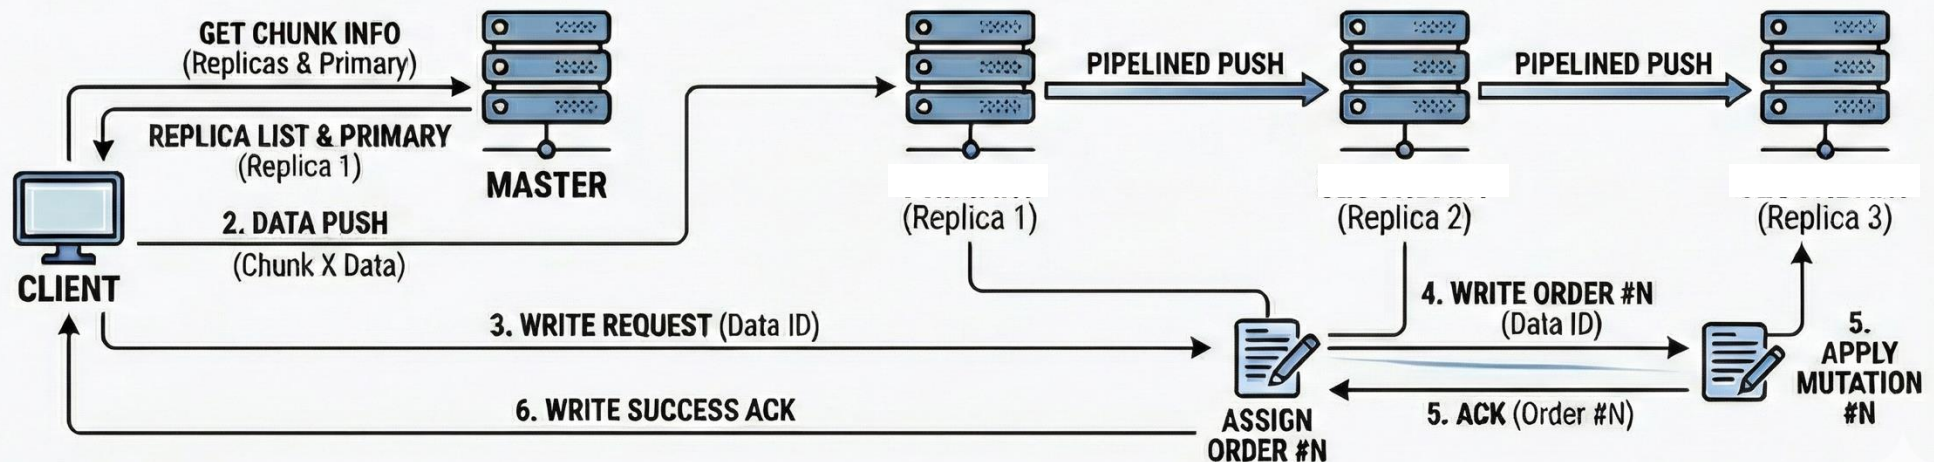 GET CHUNK INFO
(Replicas & Primary)
REPLICA LIST & PRIMARY
(Replica 1)
MASTER
PIPELINED PUSH
PIPELINED PUSH
(Replica 1)
(Replica 2)
(Replica 3)
2. DATA PUSH
(Chunk X Data)
CLIENT
3. WRITE REQUEST (Data ID)
4. WRITE ORDER #N
(Data ID)
5.
APPLY
MUTATION
#N
6. WRITE SUCCESS ACK
5. ACK (Order #N)
ASSIGN
ORDER #N